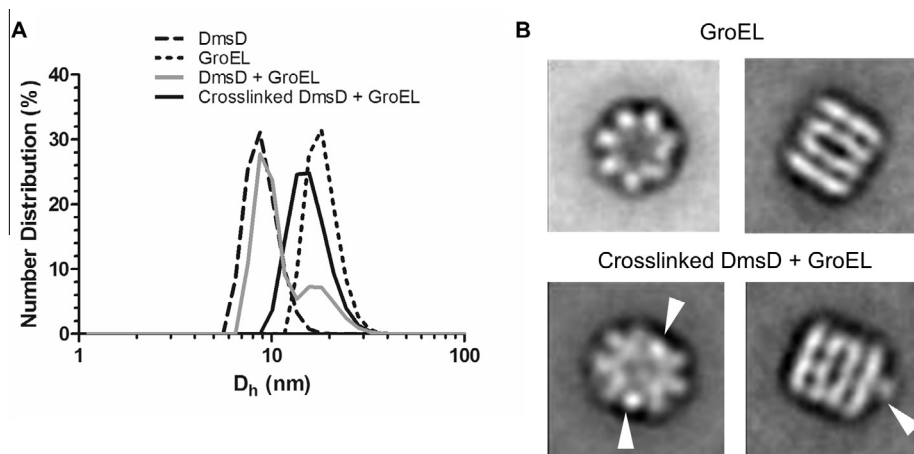 A
DmsD
GroEL
DmsD + GroEL
Crosslinked DmsD + GroEL
Number Distribution (%)
40
30
20
10
0
1
10
100
Dh (nm)
B
GroEL
Crosslinked DmsD + GroEL